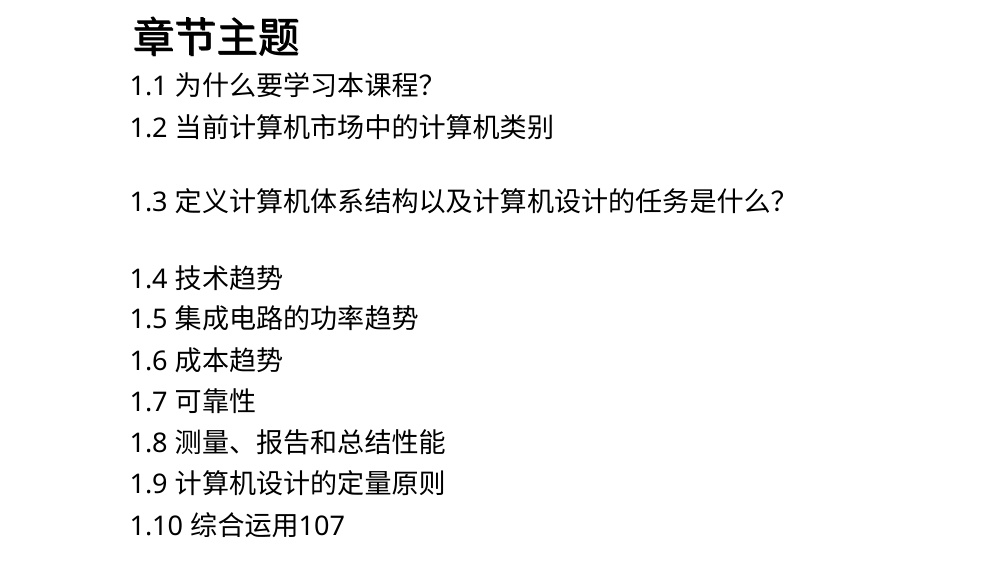 章节主题
1.1 为什么要学习本课程？
1.2 当前计算机市场中的计算机类别
1.3 定义计算机体系结构以及计算机设计的任务是什么？
1.4 技术趋势
1.5 集成电路的功率趋势
1.6 成本趋势
1.7 可靠性
1.8 测量、报告和总结性能
1.9 计算机设计的定量原则
1.10 综合运用107